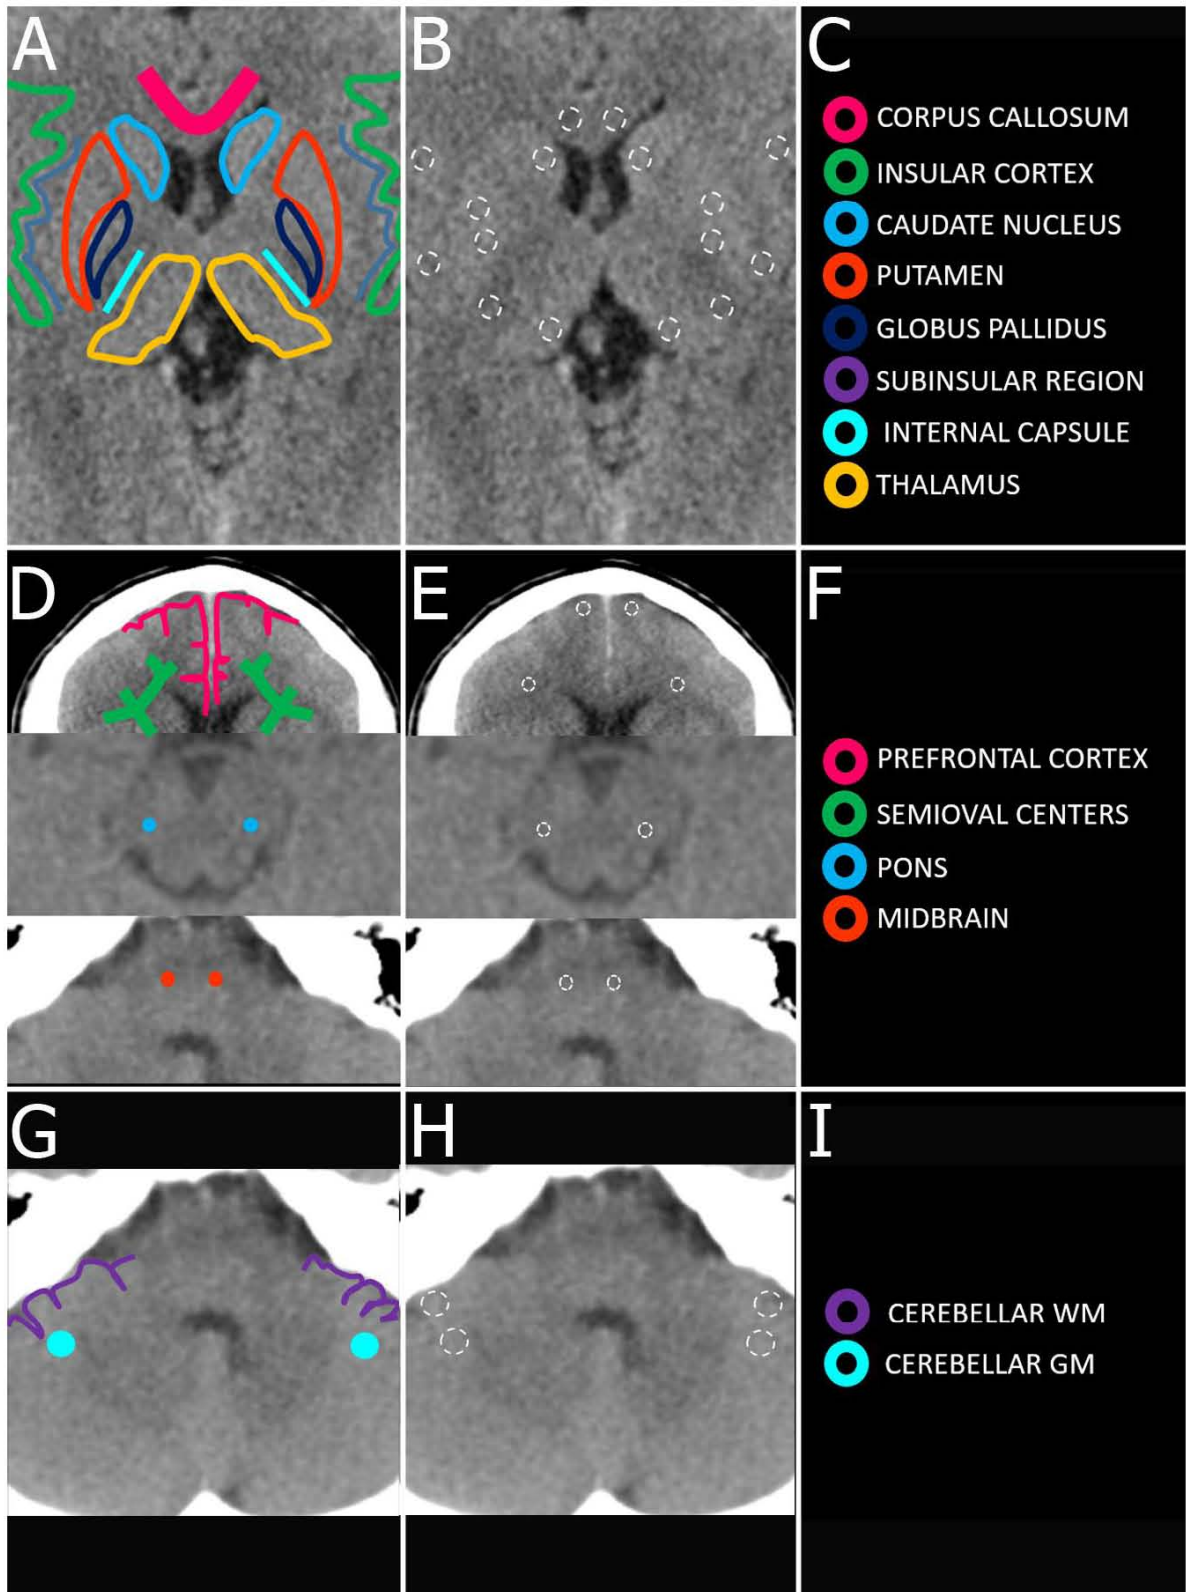 A
B
C
CORPUS CALLOSUM
INSULAR CORTEX
CAUDATE NUCLEUS
PUTAMEN
GLOBUS PALLIDUS
SUBINSULAR REGION
INTERNAL CAPSULE
THALAMUS
D
E
F
PREFRONTAL CORTEX
SEMIOVAL CENTERS
PONS
MIDBRAIN
G
H
I
CEREBELLAR WM
CEREBELLAR GM